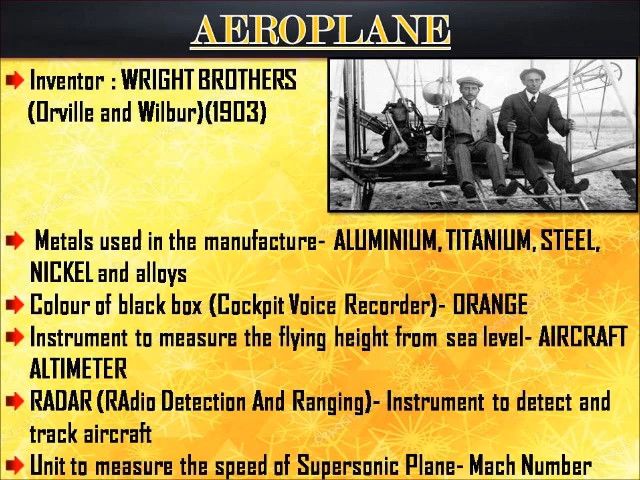 AEROPLANE
Inventor : WRIGHT BROTHERS
(Orville and Wilbur)(1903)
Metals used in the manufacture- ALUMINIUM, TITANIUM, STEEL,
NICKEL and alloys
Colour of black box (Cockpit Voice Recorder)- ORANGE
Instrument to measure the flying height from sea level- AIRCRAFT
ALTIMETER
RADAR (RAdio Detection And Ranging)- Instrument to detect and
track aircraft
Unit to measure the speed of Supersonic Plane- Mach Number